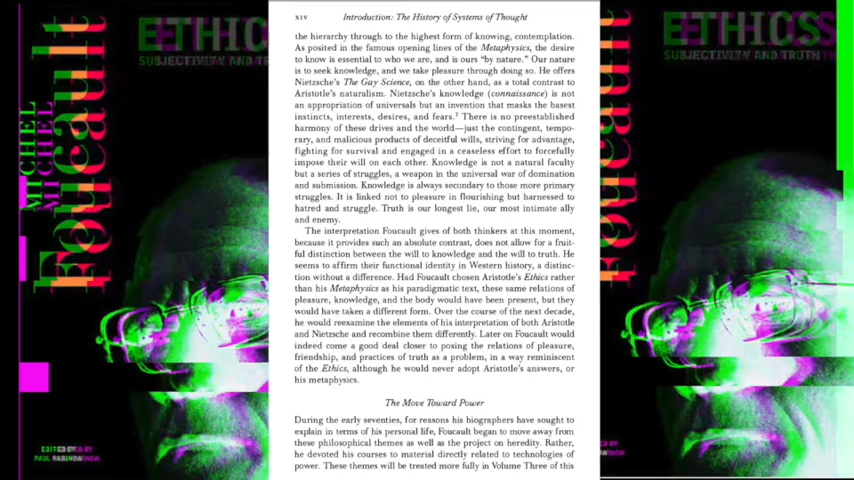 MICHEL
MICHEL
Foucault
ETHICS
SUBJECTIVITY AND TRUTH
EDITED BY
PAUL RABINOW
XIV Introduction: The History of Systems of Thought
the hierarchy through to the highest form of knowing, contemplation.
As posited in the famous opening lines of the Metaphysics, the desire
to know is essential to who we are, and is ours “by nature.” Our nature
is to seek knowledge, and we take pleasure through doing so. He offers
Nietzsche's The Gay Science, on the other hand, as a total contrast to
Aristotle's naturalism. Nietzsche's knowledge (connaissance) is not
an appropriation of universals but an invention that masks the basest
instincts, interests, desires, and fears.⁷ There is no preestablished
harmony of these drives and the world—just the contingent, tempo-
rary, and malicious products of deceitful wills, striving for advantage,
fighting for survival and engaged in a ceaseless effort to forcefully
impose their will on each other. Knowledge is not a natural faculty
but a series of struggles, a weapon in the universal war of domination
and submission. Knowledge is always secondary to those more primary
struggles. It is linked not to pleasure in flourishing but harnessed to
hatred and struggle. Truth is our longest lie, our most intimate ally
and enemy.
The interpretation Foucault gives of both thinkers at this moment,
because it provides such an absolute contrast, does not allow for a fruit-
ful distinction between the will to knowledge and the will to truth. He
seems to affirm their functional identity in Western history, a distinc-
tion without a difference. Had Foucault chosen Aristotle's Ethics rather
than his Metaphysics as his paradigmatic text, these same relations of
pleasure, knowledge, and the body would have been present, but they
would have taken a different form. Over the course of the next decade,
he would reexamine the elements of his interpretation of both Aristotle
and Nietzsche and recombine them differently. Later on Foucault would
indeed come a good deal closer to posing the relations of pleasure,
friendship, and practices of truth as a problem, in a way reminiscent
of the Ethics, although he would never adopt Aristotle's answers, or
his metaphysics.
The Move Toward Power
During the early seventies, for reasons his biographers have sought to
explain in terms of his personal life, Foucault began to move away from
these philosophical themes as well as the project on heredity. Rather,
he devoted his courses to material directly related to technologies of
power. These themes will be treated more fully in Volume Three of this
Foucault
ETHICS
SUBJECTIVITY AND TRUTH